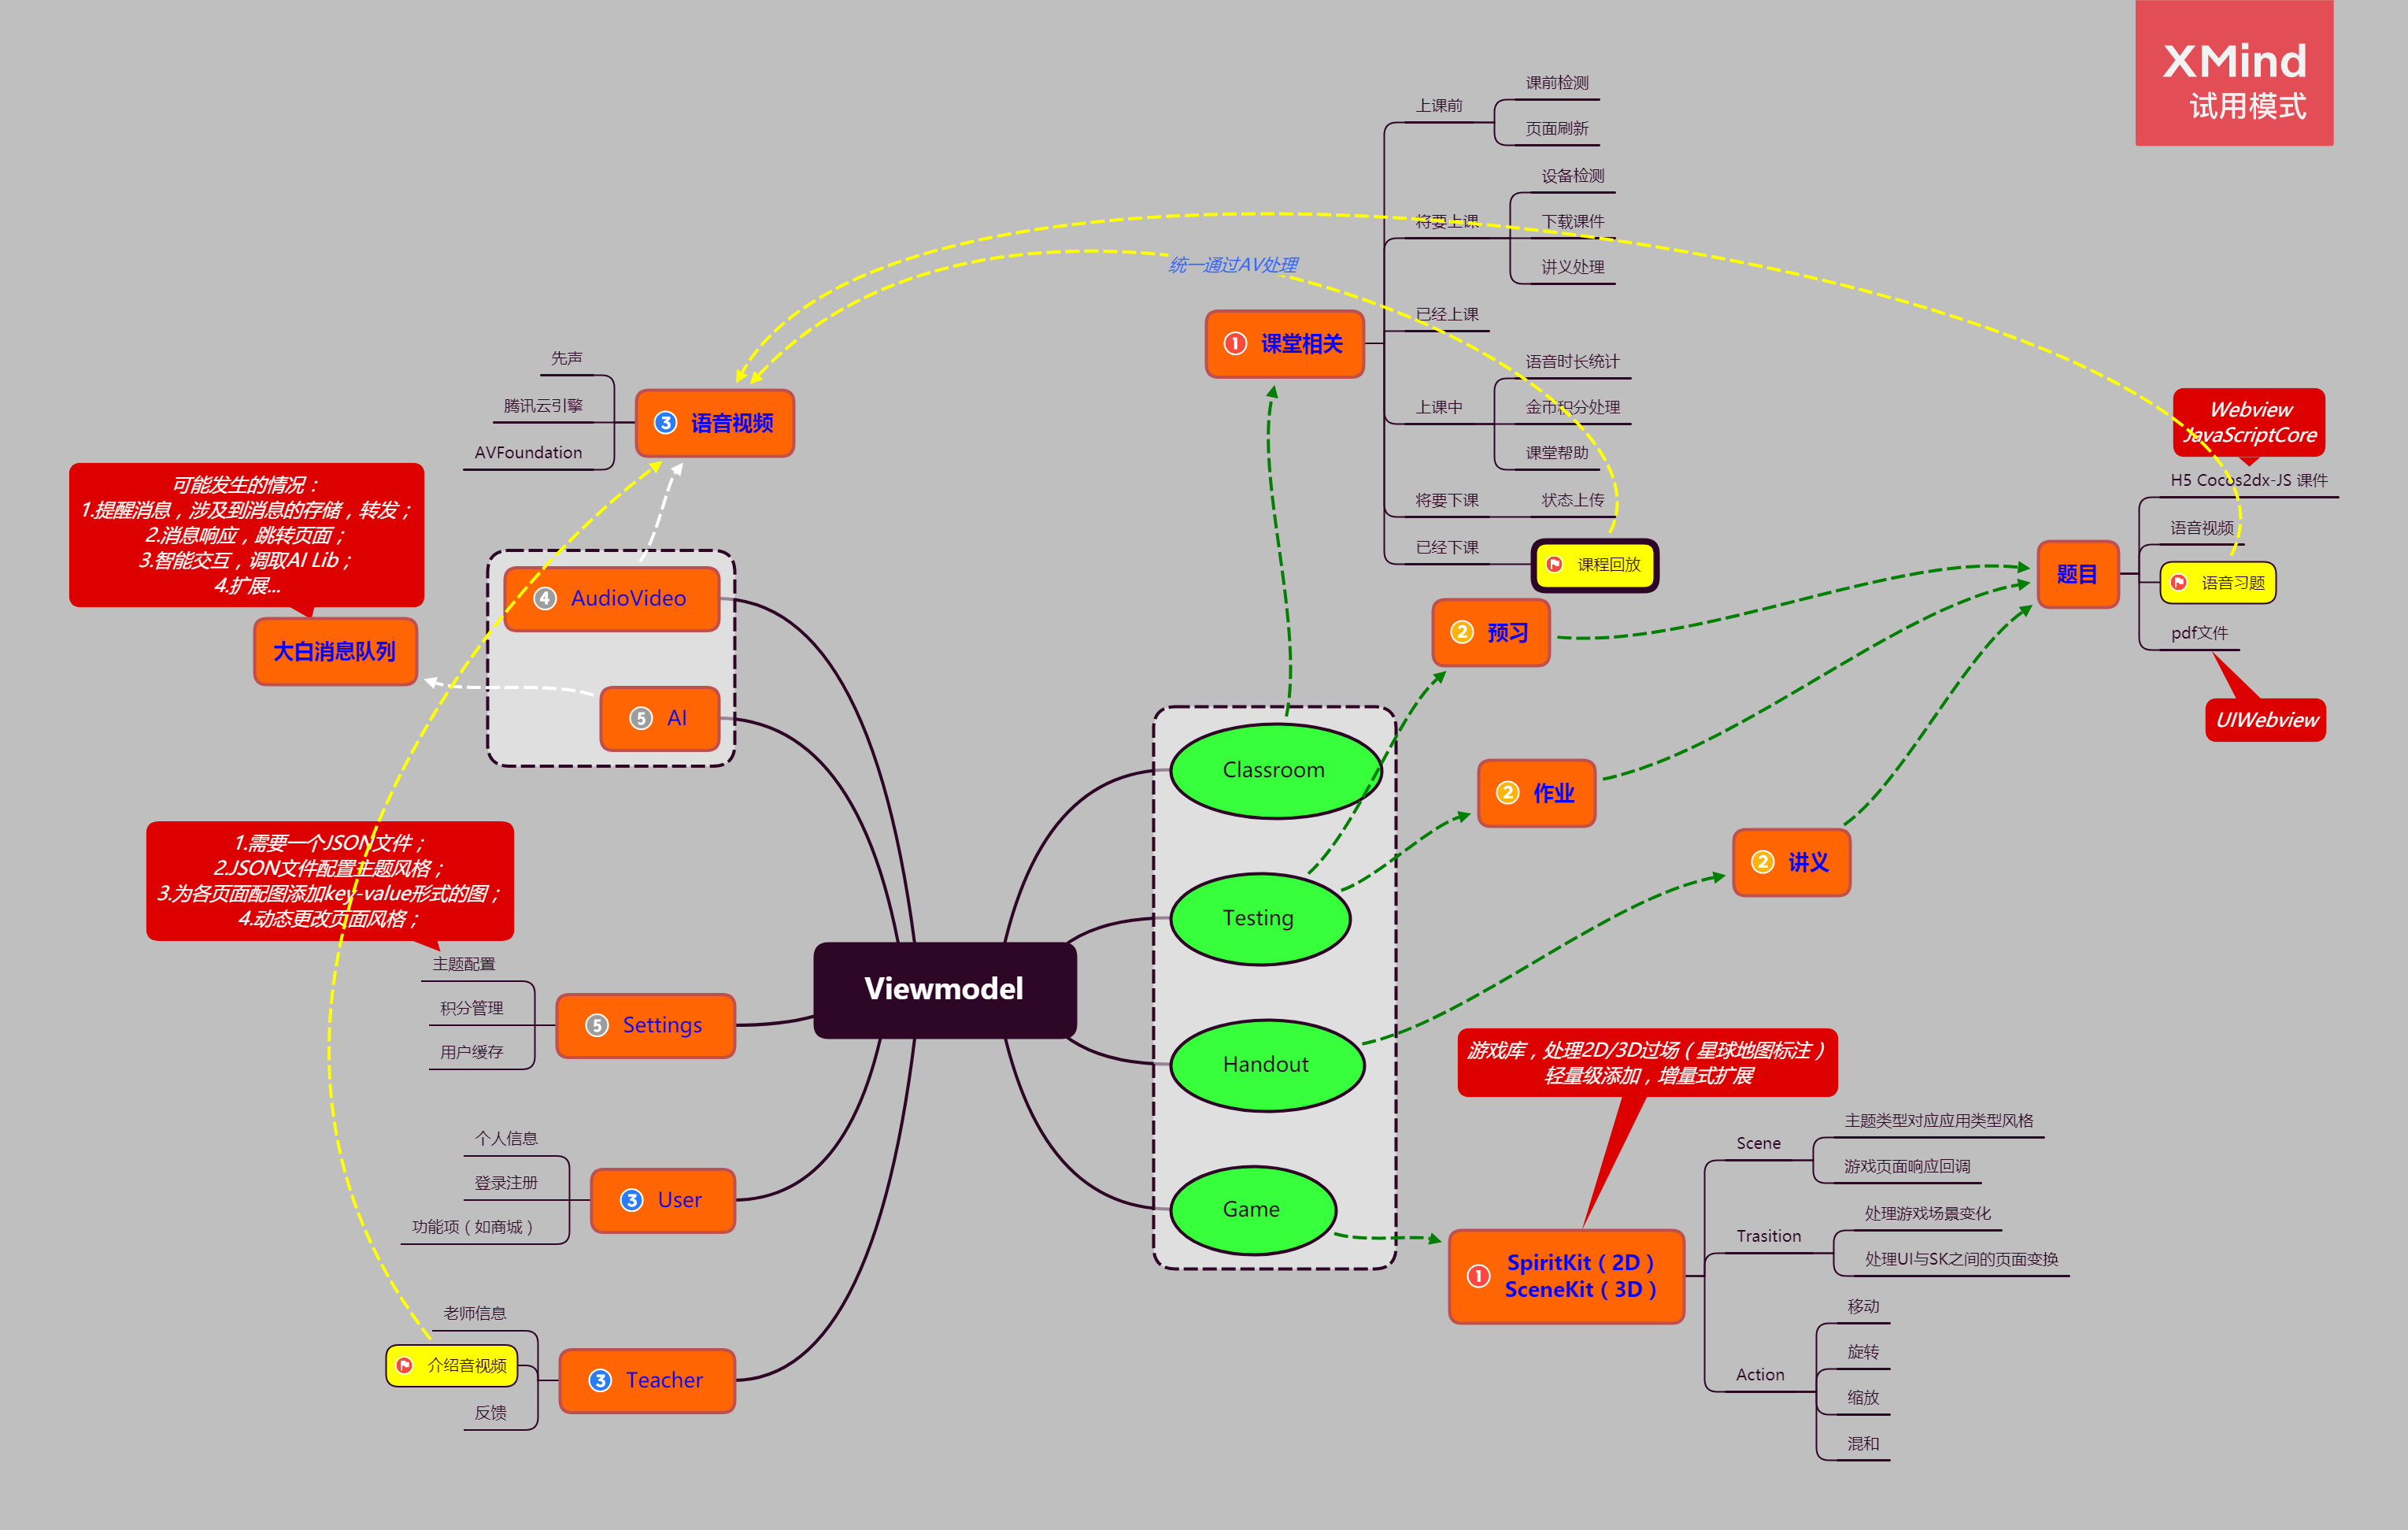 XMind
试用模式
课前检测
上课前
页面刷新
设备检测
将要上课
下载课件
讲义处理
统一通过AV处理
已经上课
1 课堂相关
语音时长统计
上课中
金币积分处理
课堂帮助
将要下课
状态上传
已经下课
课程回放
先声
腾讯云引擎
AVFoundation
3 语音视频
可能发生的情况：
1.提醒消息，涉及到消息的存储，转发；
2.消息响应，跳转页面；
3.智能交互，调取AI Lib；
4.扩展...
大白消息队列
4 AudioVideo
5 AI
Webview
JavaScriptCore
H5 Cocos2dx-JS 课件
语音视频
题目
语音习题
pdf文件
UIWebview
2 预习
2 作业
2 讲义
Classroom
Testing
Handout
Game
Viewmodel
1.需要一个JSON文件；
2.JSON文件配置主题风格；
3.为各页面配图添加key-value形式的图；
4.动态更改页面风格；
主题配置
积分管理
用户缓存
5 Settings
个人信息
登录注册
功能项（如商城）
3 User
老师信息
介绍音视频
反馈
3 Teacher
游戏库，处理2D/3D过场（星球地图标注）
轻量级添加，增量式扩展
1 SpiritKit（2D）
SceneKit（3D）
Scene
主题类型对应应用类型风格
游戏页面响应回调
Trasition
处理游戏场景变化
处理UI与SK之间的页面变换
Action
移动
旋转
缩放
混和